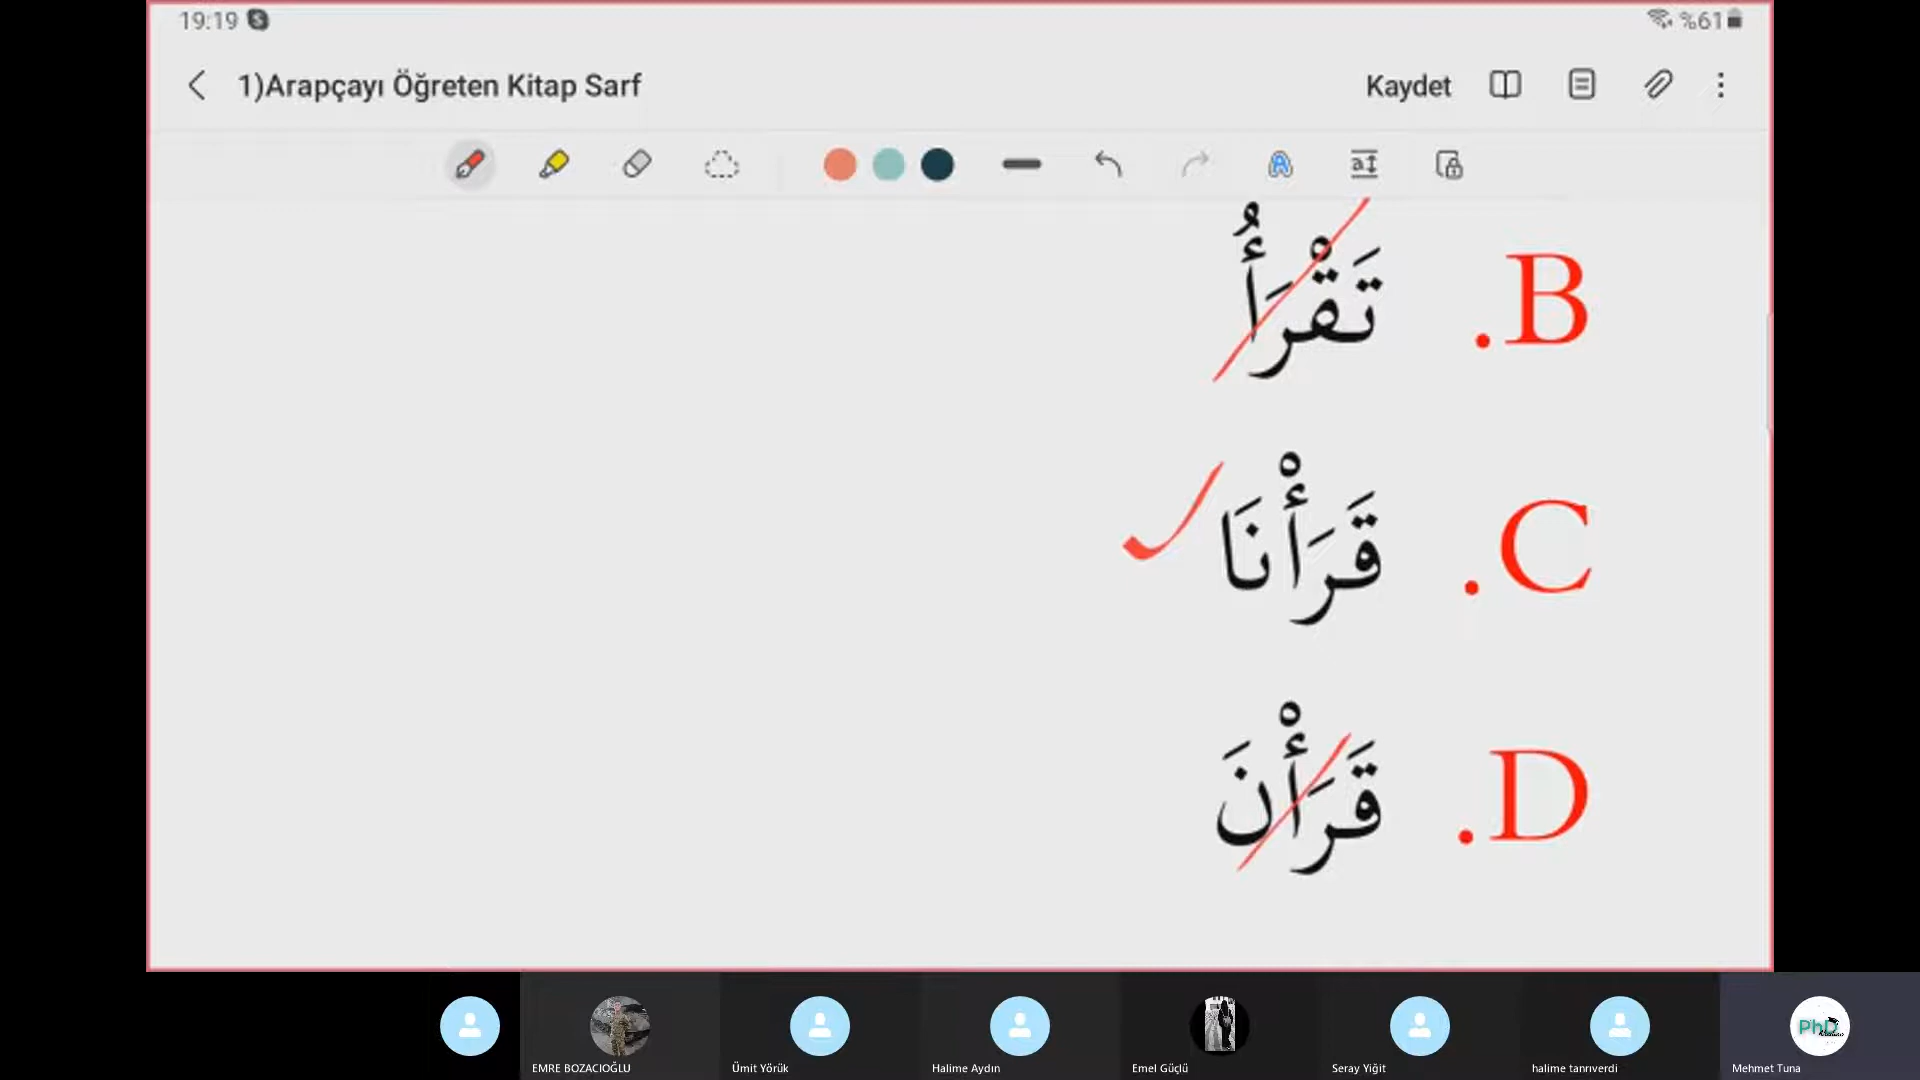 19:19 %61
1)Arapçayı Öğreten Kitap Sarf Kaydet
B. تَقْرَأُ
C. قَرَأْنَا
D. قَرَأْنَ
EMRE BOZACIOĞLU Ümit Yörük Halime Aydın Emel Güçlü Seray Yiğit halime tanrıverdi Mehmet Tuna
PhD